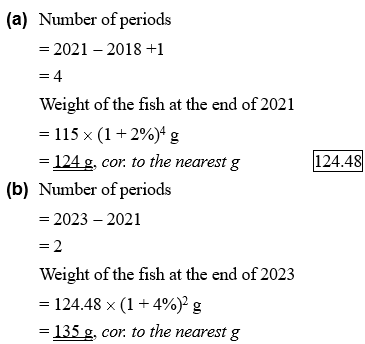 (a) Number of periods
= 2021 – 2018 +1
= 4
Weight of the fish at the end of 2021
= 115 × (1 + 2%)⁴ g
= 124 g, cor. to the nearest g 124.48
(b) Number of periods
= 2023 – 2021
= 2
Weight of the fish at the end of 2023
= 124.48 × (1 + 4%)² g
= 135 g, cor. to the nearest g